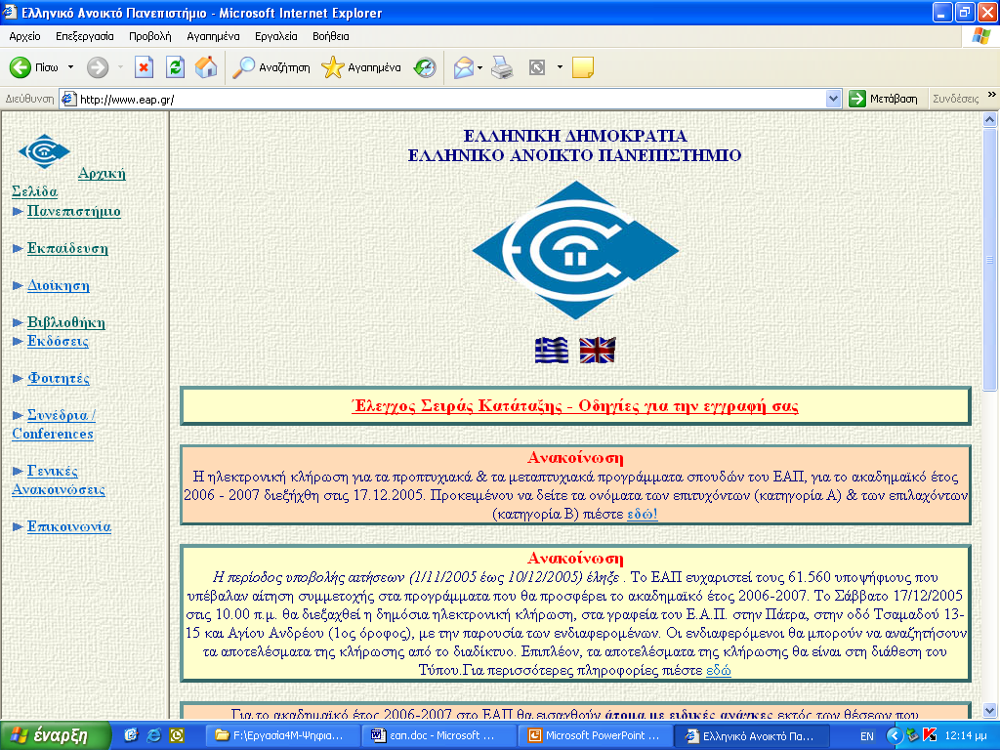 Ελληνικό Ανοικτό Πανεπιστήμιο - Microsoft Internet Explorer
Αρχείο Επεξεργασία Προβολή Αγαπημένα Εργαλεία Βοήθεια
Πίσω Αναζήτηση Αγαπημένα
Διεύθυνση http://www.eap.gr/ Μετάβαση Συνδέσεις »
Αρχική
Σελίδα
Πανεπιστήμιο
Εκπαίδευση
Διοίκηση
Βιβλιοθήκη
Εκδόσεις
Φοιτητές
Συνέδρια /
Conferences
Γενικές
Ανακοινώσεις
Επικοινωνία
ΕΛΛΗΝΙΚΗ ΔΗΜΟΚΡΑΤΙΑ
ΕΛΛΗΝΙΚΟ ΑΝΟΙΚΤΟ ΠΑΝΕΠΙΣΤΗΜΙΟ
Έλεγχος Σειράς Κατάταξης - Οδηγίες για την εγγραφή σας
Ανακοίνωση
Η ηλεκτρονική κλήρωση για τα προπτυχιακά & τα μεταπτυχιακά προγράμματα σπουδών του ΕΑΠ, για το ακαδημαϊκό έτος
2006 - 2007 διεξήχθη στις 17.12.2005. Προκειμένου να δείτε τα ονόματα των επιτυχόντων (κατηγορία Α) & των επιλαχόντων
(κατηγορία Β) πιέστε εδώ!
Ανακοίνωση
Η περίοδος υποβολής αιτήσεων (1/11/2005 έως 10/12/2005) έληξε . Το ΕΑΠ ευχαριστεί τους 61.560 υποψήφιους που
υπέβαλαν αίτηση συμμετοχής στα προγράμματα που θα προσφέρει το ακαδημαϊκό έτος 2006-2007. Το Σάββατο 17/12/2005
στις 10.00 π.μ. θα διεξαχθεί η δημόσια ηλεκτρονική κλήρωση, στα γραφεία του Ε.Α.Π. στην Πάτρα, στην οδό Τσαμαδού 13-
15 και Αγίου Ανδρέου (1ος όροφος), με την παρουσία των ενδιαφερομένων. Οι ενδιαφερόμενοι θα μπορούν να αναζητήσουν
τα αποτελέσματα της κλήρωσης από το διαδίκτυο. Επιπλέον, τα αποτελέσματα της κλήρωσης θα είναι στη διάθεση του
Τύπου.Για περισσότερες πληροφορίες πιέστε εδώ
Για το ακαδημαϊκό έτος 2006-2007 στο ΕΑΠ θα εισαχθούν άτομα με ειδικές ανάγκες εκτός των θέσεων που
έναρξη F:\Εργασία4Μ-Ψηφια... ean.doc - Microsoft ... Microsoft PowerPoint ... Ελληνικό Ανοικτό Πα... EN 12:14 μμ